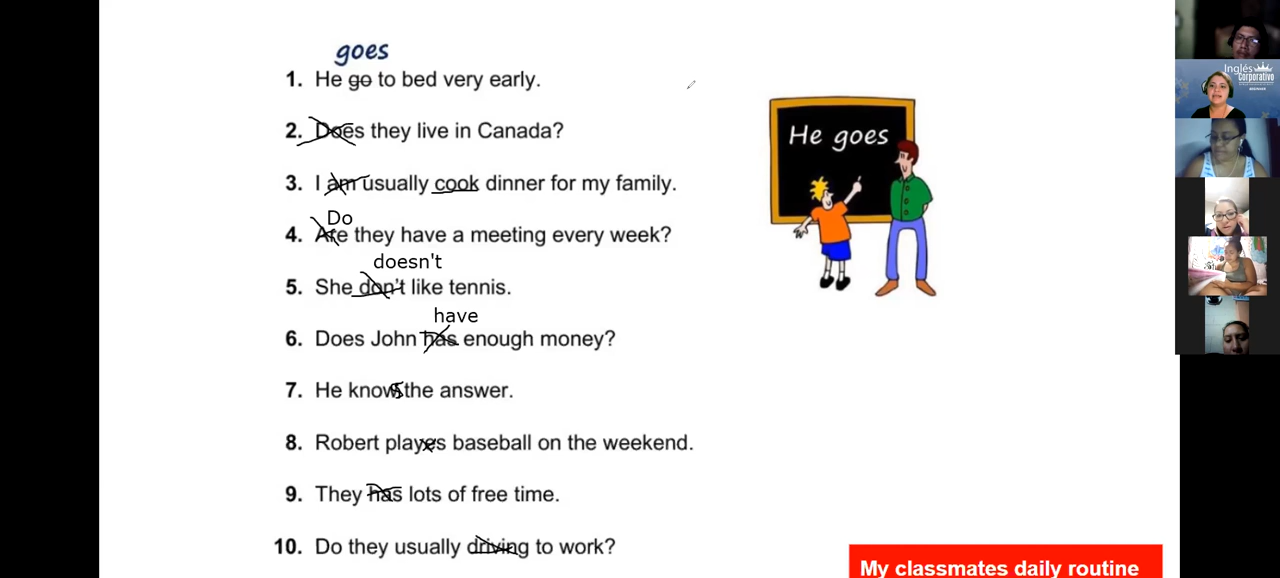 goes
1. He go to bed very early.
2. Does they live in Canada?
3. I am usually cook dinner for my family.
Do
4. Are they have a meeting every week?
doesn't
5. She don't like tennis.
have
6. Does John has enough money?
7. He knows the answer.
8. Robert playes baseball on the weekend.
9. They has lots of free time.
10. Do they usually driving to work?
He goes
My classmates daily routine
Inglés
Corporativo